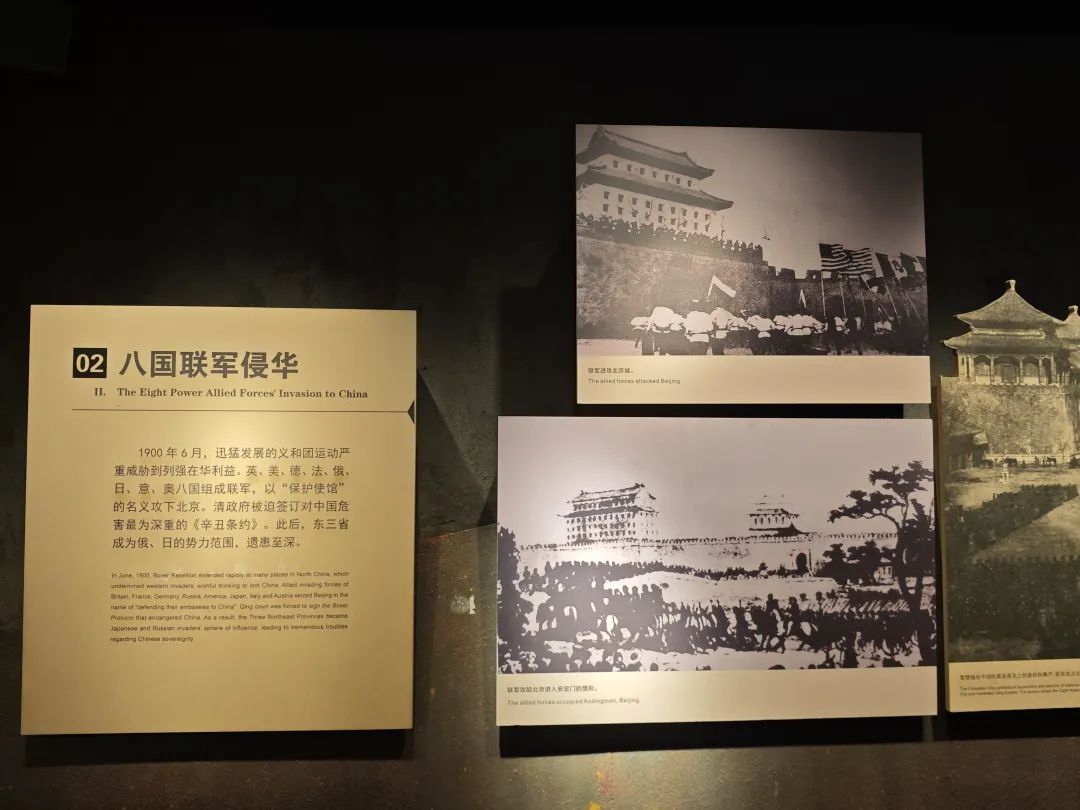 02 八国联军侵华
II. The Eight Power Allied Forces' Invasion to China
1900 年 6 月，迅猛发展的义和团运动严
重威胁到列强在华利益。英、美、德、法、俄、
日、意、奥八国组成联军，以“保护使馆”
的名义攻下北京。清政府被迫签订对中国危
害最为深重的《辛丑条约》。此后，东三省
成为俄、日的势力范围，遗患至深。
In June, 1900, Boxer Rebellion extended rapidly to many places in North China, which
undermined western invaders' wishful thinking to loot China. Allied invading forces of
Britain, France, Germany, Russia, America, Japan, Italy and Austria seized Beijing in the
name of "defending their embassies to China" Qing court was forced to sign the Boxer
Protocol that endangered China. As a result, the Three Northeast Provinces became
Japanese and Russian invaders' sphere of influence, leading to tremendous troubles
regarding Chinese sovereignty
联军进攻北京城。
The allied forces attacked Beijing.
联军攻陷北京进入安定门的情形。
The allied forces occupied Andingmen, Beijing.